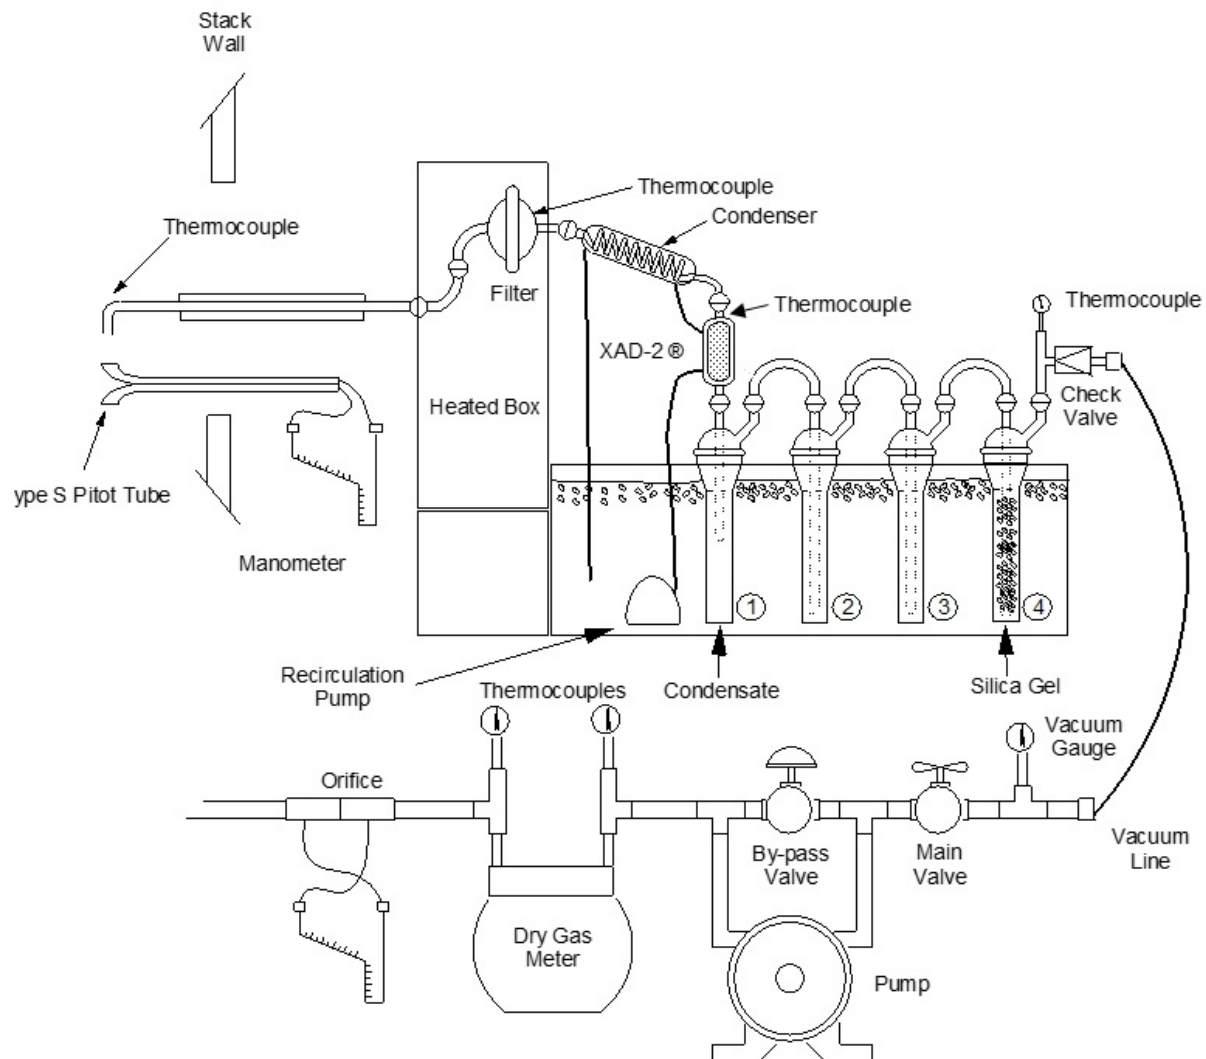 Stack
Wall
Thermocouple
Thermocouple
Condenser
Filter
Thermocouple
Thermocouple
XAD-2 ®
Heated Box
Check
Valve
ype S Pitot Tube
Manometer
1
2
3
4
Recirculation
Pump
Thermocouples
Condensate
Silica Gel
Vacuum
Gauge
Orifice
By-pass
Valve
Main
Valve
Vacuum
Line
Dry Gas
Meter
Pump